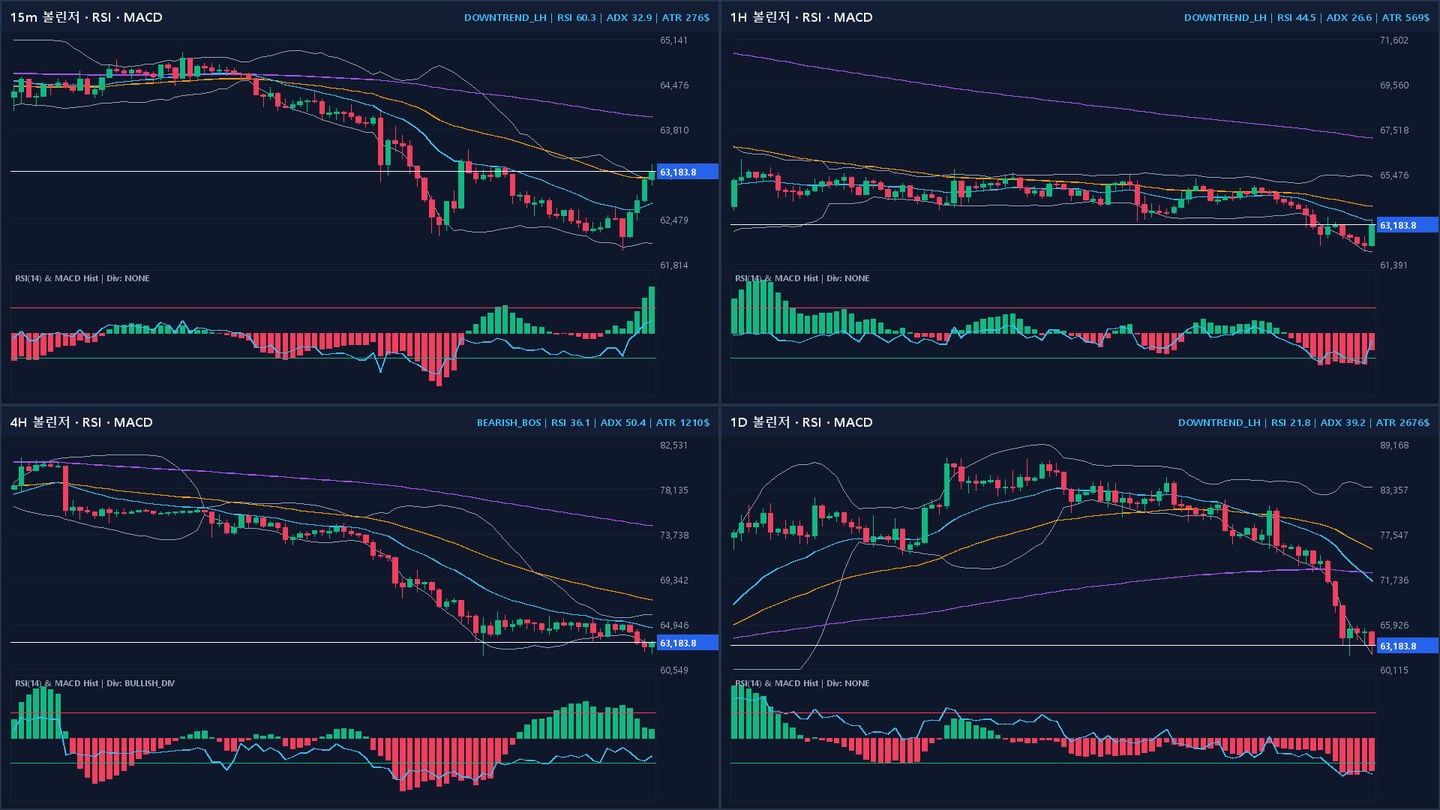 15m 볼린저 · RSI · MACD
DOWNTREND_LH | RSI 60.3 | ADX 32.9 | ATR 276$
65,141
64,476
63,810
63,183.8
62,479
61,814
RSI(14) & MACD Hist | Div: NONE
1H 볼린저 · RSI · MACD
DOWNTREND_LH | RSI 44.5 | ADX 26.6 | ATR 569$
71,602
69,560
67,518
65,476
63,183.8
61,391
RSI(14) & MACD Hist | Div: NONE
4H 볼린저 · RSI · MACD
BEARISH_BOS | RSI 36.1 | ADX 50.4 | ATR 1210$
82,531
78,135
73,738
69,342
64,946
63,183.8
60,549
RSI(14) & MACD Hist | Div: BULLISH_DIV
1D 볼린저 · RSI · MACD
DOWNTREND_LH | RSI 21.8 | ADX 39.2 | ATR 2676$
89,168
83,357
77,547
71,736
65,926
63,183.8
60,115
RSI(14) & MACD Hist | Div: NONE